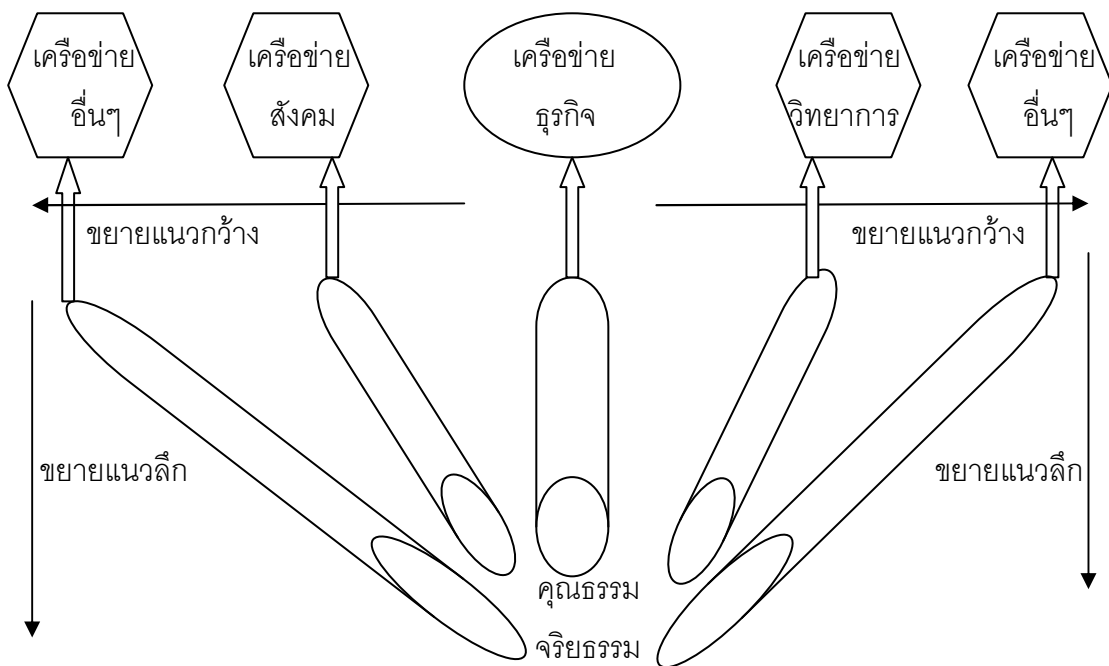 เครือข่าย
อื่นๆ
เครือข่าย
สังคม
เครือข่าย
ธุรกิจ
เครือข่าย
วิทยาการ
เครือข่าย
อื่นๆ
ขยายแนวกว้าง
ขยายแนวกว้าง
ขยายแนวลึก
ขยายแนวลึก
คุณธรรม
จริยธรรม